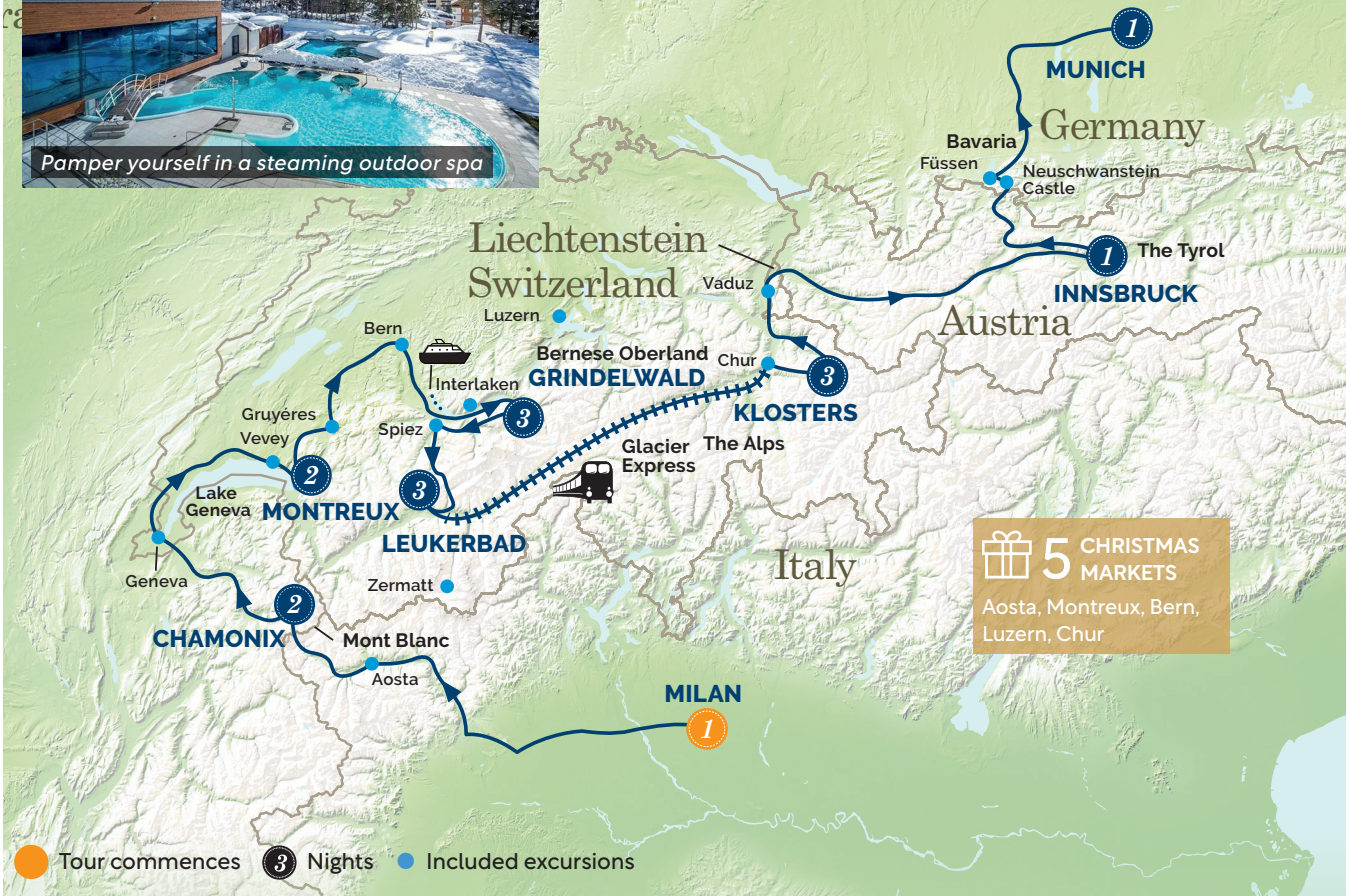 ra
Pamper yourself in a steaming outdoor spa
1
MUNICH
Germany
Bavaria
Füssen
Neuschwanstein
Castle
1
The Tyrol
INNSBRUCK
Austria
Liechtenstein
Switzerland
Vaduz
Luzern
Bern
Bernese Oberland
GRINDELWALD
Interlaken
3
Chur
3
KLOSTERS
Gruyéres
Vevey
Spiez
Glacier
Express
The Alps
2
MONTREUX
Lake
Geneva
3
LEUKERBAD
Geneva
Zermatt
Italy
2
CHAMONIX
Mont Blanc
Aosta
MILAN
1
5 CHRISTMAS
MARKETS
Aosta, Montreux, Bern,
Luzern, Chur
Tour commences
3 Nights
Included excursions